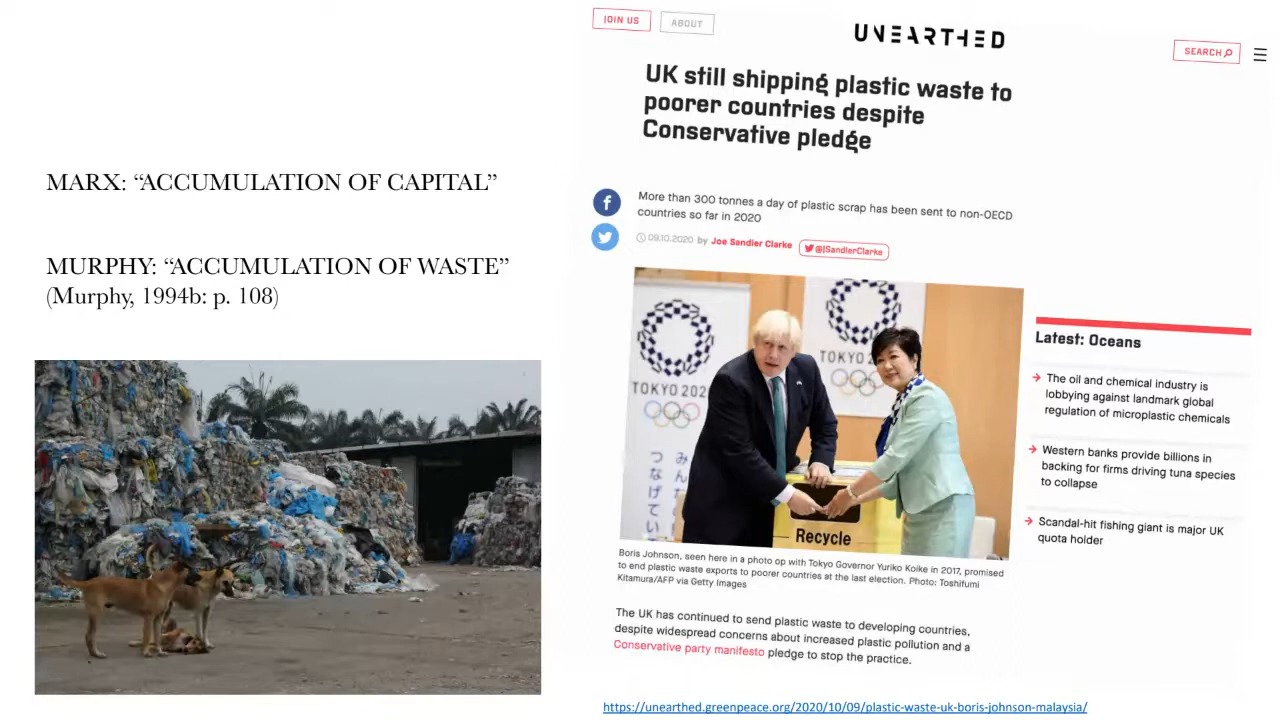 MARX: “ACCUMULATION OF CAPITAL”
MURPHY: “ACCUMULATION OF WASTE”
(Murphy, 1994b: p. 108)
JOIN US
ABOUT
UNEARTHED
SEARCH
UK still shipping plastic waste to
poorer countries despite
Conservative pledge
More than 300 tonnes a day of plastic scrap has been sent to non-OECD
countries so far in 2020
09.10.2020 by Joe Sandler Clarke @JSandlerClarke
TOKYO 202
TOKYO
みん
つなげてい
Recycle
Boris Johnson, seen here in a photo op with Tokyo Governor Yuriko Koike in 2017, promised
to end plastic waste exports to poorer countries at the last election. Photo: Toshifumi
Kitamura/AFP via Getty Images
The UK has continued to send plastic waste to developing countries,
despite widespread concerns about increased plastic pollution and a
Conservative party manifesto pledge to stop the practice.
Latest: Oceans
The oil and chemical industry is
lobbying against landmark global
regulation of microplastic chemicals
Western banks provide billions in
backing for firms driving tuna species
to collapse
Scandal-hit fishing giant is major UK
quota holder
https://unearthed.greenpeace.org/2020/10/09/plastic-waste-uk-boris-johnson-malaysia/